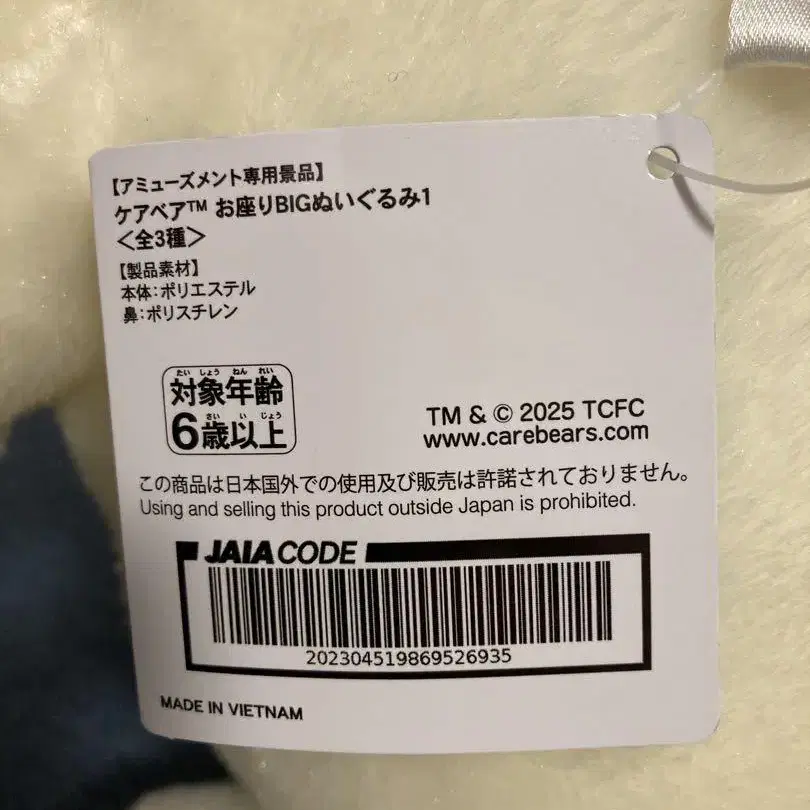 【アミューズメント専用景品】
ケアベア™ お座りBIGぬいぐるみ1
＜全3種＞
【製品素材】
本体：ポリエステル
鼻：ポリスチレン
たい しょう ねん れい
対象年齢
さい い じょう
6歳以上
TM & © 2025 TCFC
www.carebears.com
この商品は日本国外での使用及び販売は許諾されておりません。
Using and selling this product outside Japan is prohibited.
JAIA CODE
202304519869526935
MADE IN VIETNAM